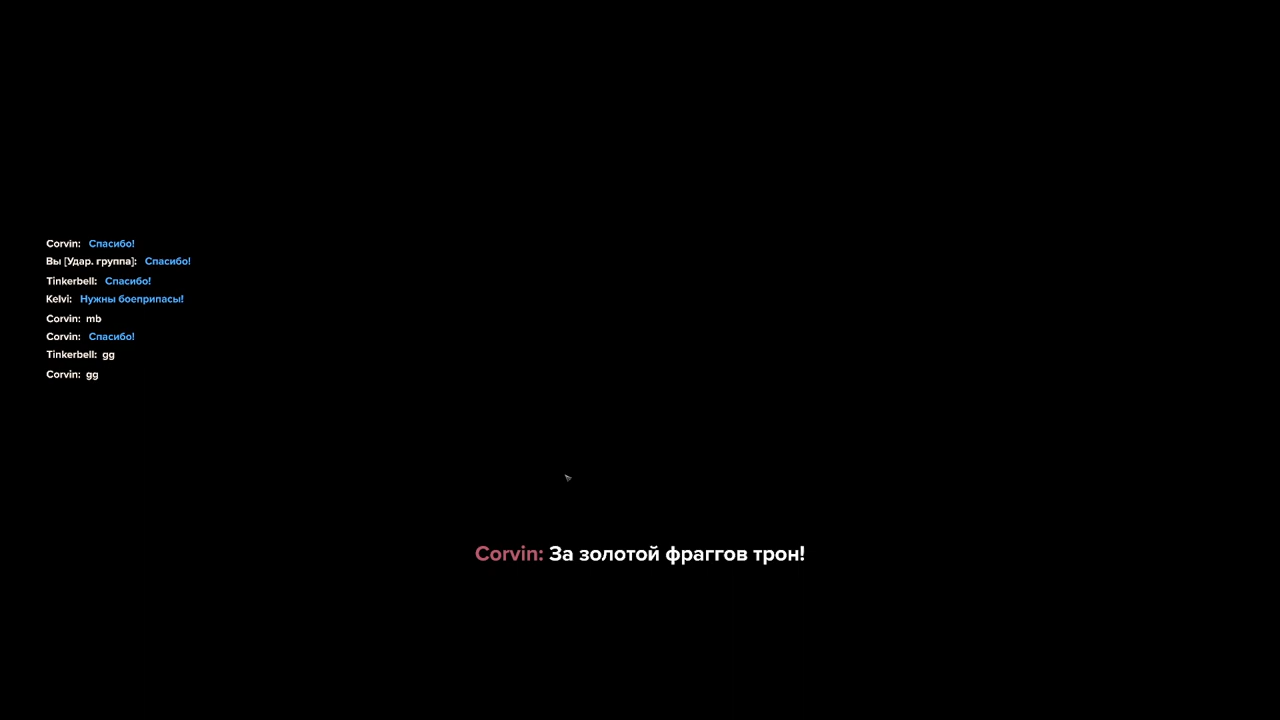 Corvin: Спасибо!
Вы [Удар. группа]: Спасибо!
Tinkerbell: Спасибо!
Kelvi: Нужны боеприпасы!
Corvin: mb
Corvin: Спасибо!
Tinkerbell: gg
Corvin: gg
Corvin: За золотой фраггов трон!